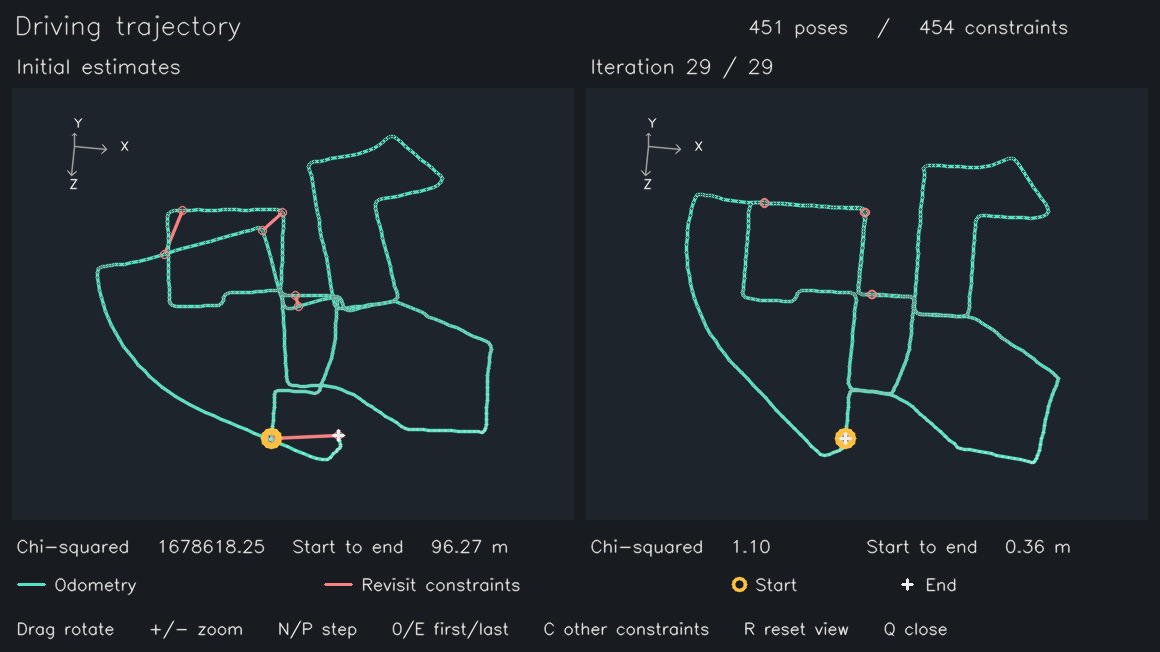 Driving trajectory
451 poses / 454 constraints
Initial estimates
Iteration 29 / 29
Y
X
Z
Y
X
Z
Chi-squared 1678618.25 Start to end 96.27 m
Chi-squared 1.10 Start to end 0.36 m
Odometry Revisit constraints Start End
Drag rotate +/- zoom N/P step O/E first/last C other constraints R reset view Q close